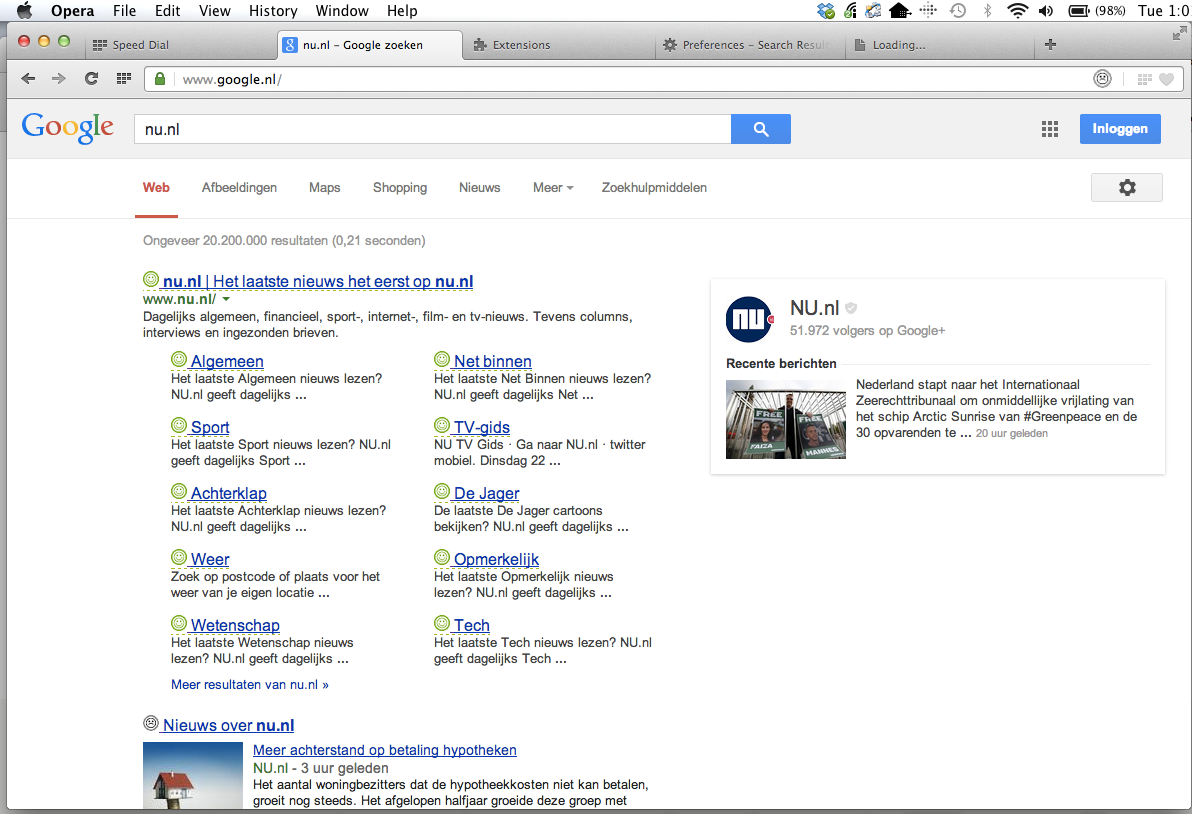 Opera File Edit View History Window Help (98%) Tue 1:0
Speed Dial
nu.nl – Google zoeken
Extensions
Preferences – Search Result
Loading...
www.google.nl/
Google
nu.nl
Inloggen
Web Afbeeldingen Maps Shopping Nieuws Meer Zoekhulpmiddelen
Ongeveer 20.200.000 resultaten (0,21 seconden)
nu.nl | Het laatste nieuws het eerst op nu.nl
www.nu.nl/
Dagelijks algemeen, financieel, sport-, internet-, film- en tv-nieuws. Tevens columns,
interviews en ingezonden brieven.
Algemeen
Het laatste Algemeen nieuws lezen?
NU.nl geeft dagelijks ...
Net binnen
Het laatste Net Binnen nieuws lezen?
NU.nl geeft dagelijks Net ...
Sport
Het laatste Sport nieuws lezen? NU.nl
geeft dagelijks Sport ...
TV-gids
NU TV Gids · Ga naar NU.nl · twitter
mobiel. Dinsdag 22 ...
Achterklap
Het laatste Achterklap nieuws lezen?
NU.nl geeft dagelijks ...
De Jager
De laatste De Jager cartoons
bekijken? NU.nl geeft dagelijks ...
Weer
Zoek op postcode of plaats voor het
weer van je eigen locatie ...
Opmerkelijk
Het laatste Opmerkelijk nieuws
lezen? NU.nl geeft dagelijks ...
Wetenschap
Het laatste Wetenschap nieuws
lezen? NU.nl geeft dagelijks ...
Tech
Het laatste Tech nieuws lezen? NU.nl
geeft dagelijks Tech ...
Meer resultaten van nu.nl »
Nieuws over nu.nl
Meer achterstand op betaling hypotheken
NU.nl - 3 uur geleden
Het aantal woningbezitters dat de hypotheekkosten niet kan betalen,
groeit nog steeds. Het afgelopen halfjaar groeide deze groep met
NU
NU.nl
51.972 volgers op Google+
Recente berichten
FREE
FAIZA
FREE
MANNES
Nederland stapt naar het Internationaal
Zeerechttribunaal om onmiddellijke vrijlating van
het schip Arctic Sunrise van #Greenpeace en de
30 opvarenden te ... 20 uur geleden